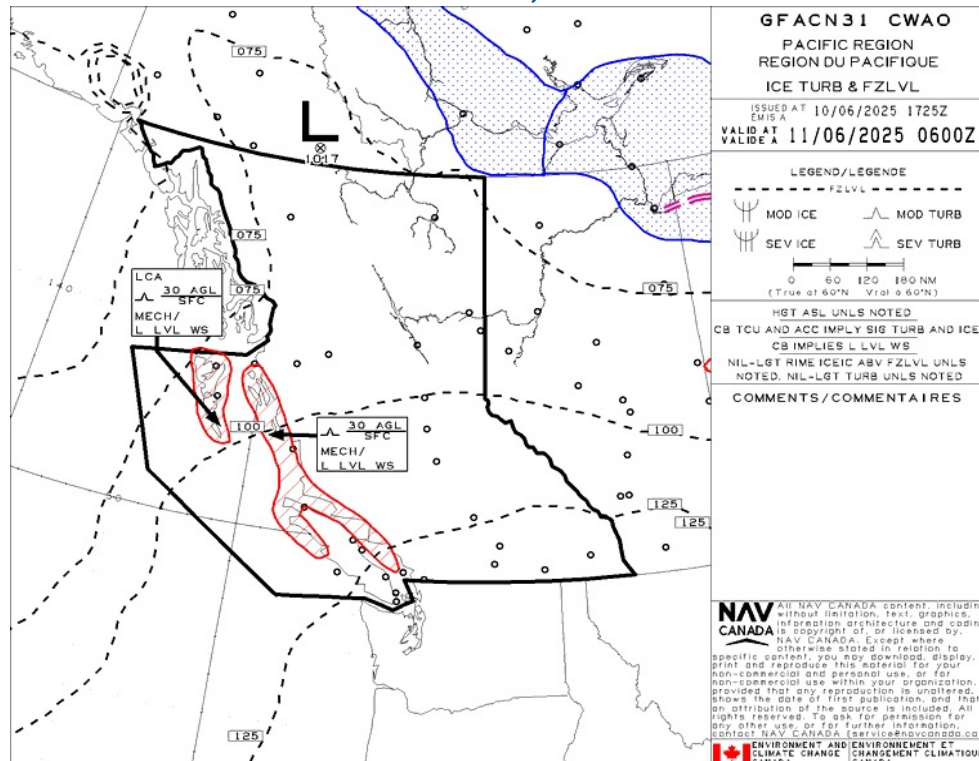 GFACN31 CWAO
PACIFIC REGION
REGION DU PACIFIQUE
ICE TURB & FZLVL
ISSUED AT
EMIS A
10/06/2025 1725Z
VALID AT
VALIDE A
11/06/2025 0600Z
LEGEND/LEGENDE
FZLVL
MOD ICE
MOD TURB
SEV ICE
SEV TURB
0 60 120 180 NM
(True at 60°N Vrai à 60°N)
HGT ASL UNLS NOTED
CB TCU AND ACC IMPLY SIG TURB AND ICE
CB IMPLIES L LVL WS
NIL-LGT RIME ICEIC ABV FZLVL UNLS
NOTED. NIL-LGT TURB UNLS NOTED
COMMENTS/COMMENTAIRES
075
L
1017
075
075
075
LCA
30 AGL
SFC
MECH/
L LVL WS
140
100
30 AGL
SFC
MECH/
L LVL WS
100
125
125
50
125
NAV
CANADA
All NAV CANADA content, includin
without limitation, text, graphics,
information architecture and codin
is copyright of, or licensed by,
NAV CANADA. Except where
otherwise stated in relation to
specific content, you may download, display,
print and reproduce this material for your
non-commercial and personal use, or for
non-commercial use within your organization,
provided that any reproduction is unaltered,
shows the date of first publication, and that
an attribution of the source is included. All
rights reserved. To ask for permission for
any other use, or for further information,
contact NAV CANADA (service@navcanada.ca
ENVIRONMENT AND
CLIMATE CHANGE
CANADA
ENVIRONNEMENT ET
CHANGEMENT CLIMATIQU
CANADA